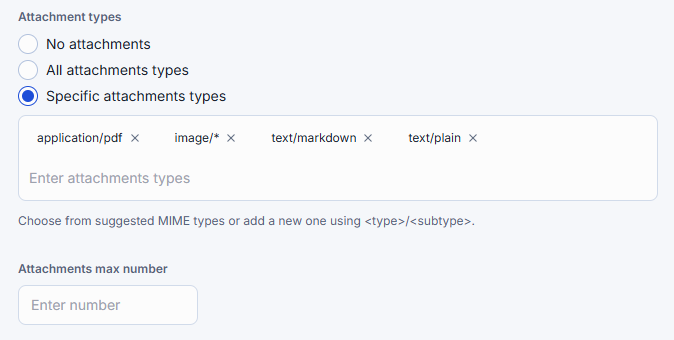 Attachment types
No attachments
All attachments types
Specific attachments types
application/pdf × image/* × text/markdown × text/plain ×
Enter attachments types
Choose from suggested MIME types or add a new one using <type>/<subtype>.
Attachments max number
Enter number